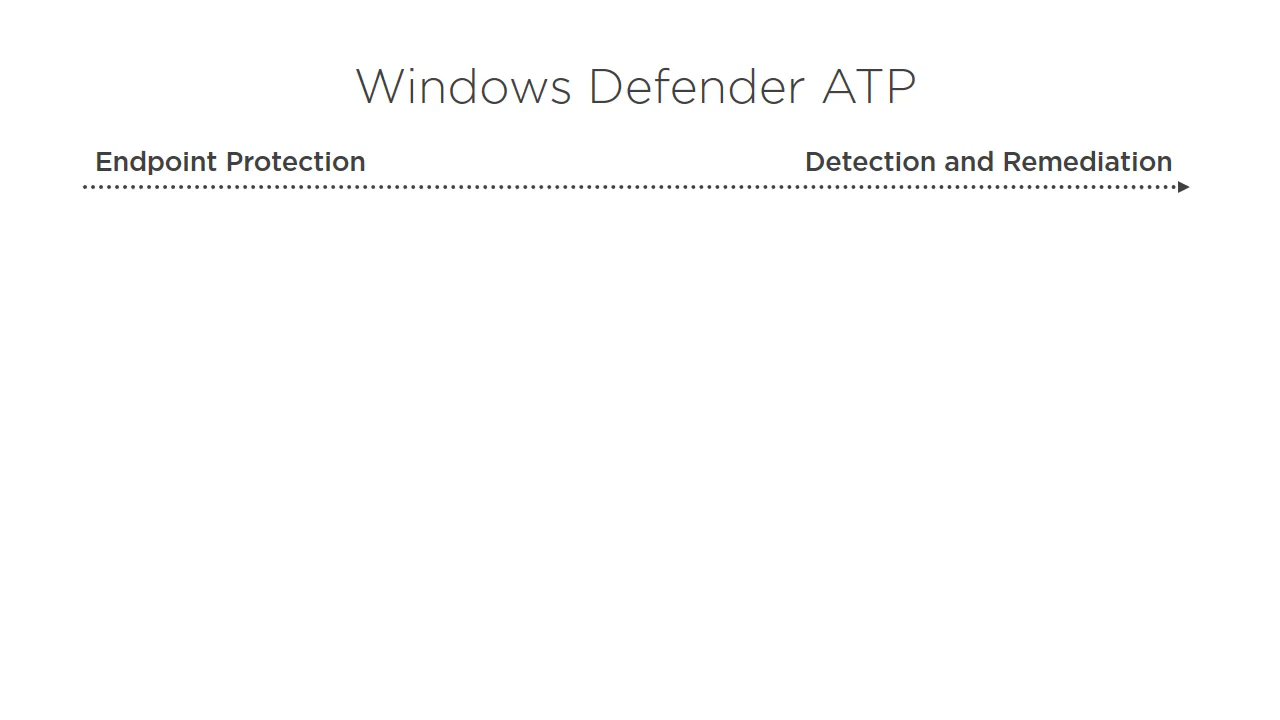 Windows Defender ATP
Endpoint Protection
Detection and Remediation